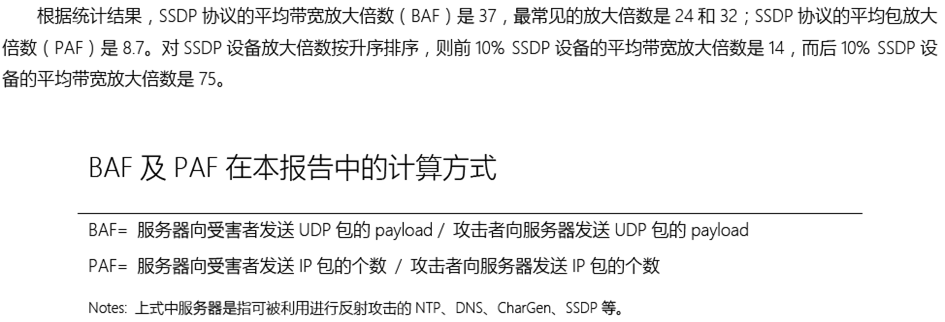 根据统计结果，SSDP 协议的平均带宽放大倍数（BAF）是 37，最常见的放大倍数是 24 和 32；SSDP 协议的平均包放大
倍数（PAF）是 8.7。对 SSDP 设备放大倍数按升序排序，则前 10% SSDP 设备的平均带宽放大倍数是 14，而后 10% SSDP 设
备的平均带宽放大倍数是 75。
BAF 及 PAF 在本报告中的计算方式
BAF= 服务器向受害者发送 UDP 包的 payload / 攻击者向服务器发送 UDP 包的 payload
PAF= 服务器向受害者发送 IP 包的个数 / 攻击者向服务器发送 IP 包的个数
Notes: 上式中服务器是指可被利用进行反射攻击的 NTP、DNS、CharGen、SSDP 等。